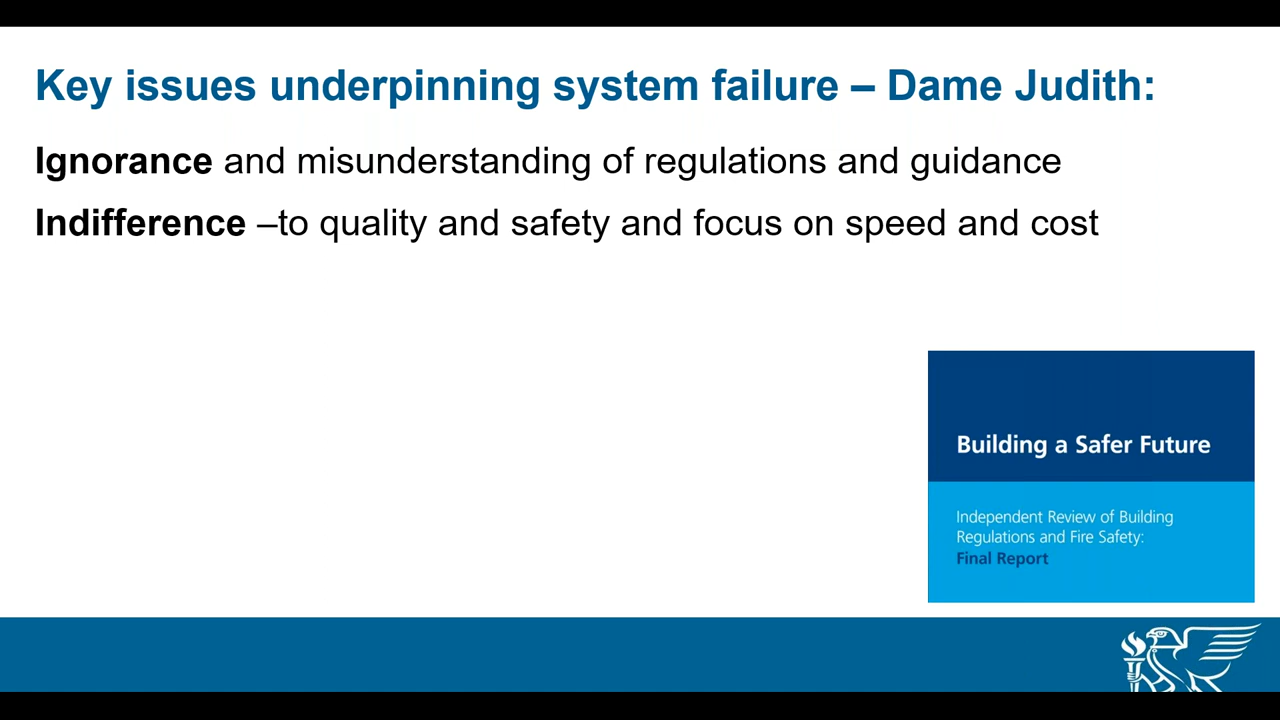 Key issues underpinning system failure – Dame Judith:
Ignorance and misunderstanding of regulations and guidance
Indifference –to quality and safety and focus on speed and cost
Building a Safer Future
Independent Review of Building
Regulations and Fire Safety:
Final Report